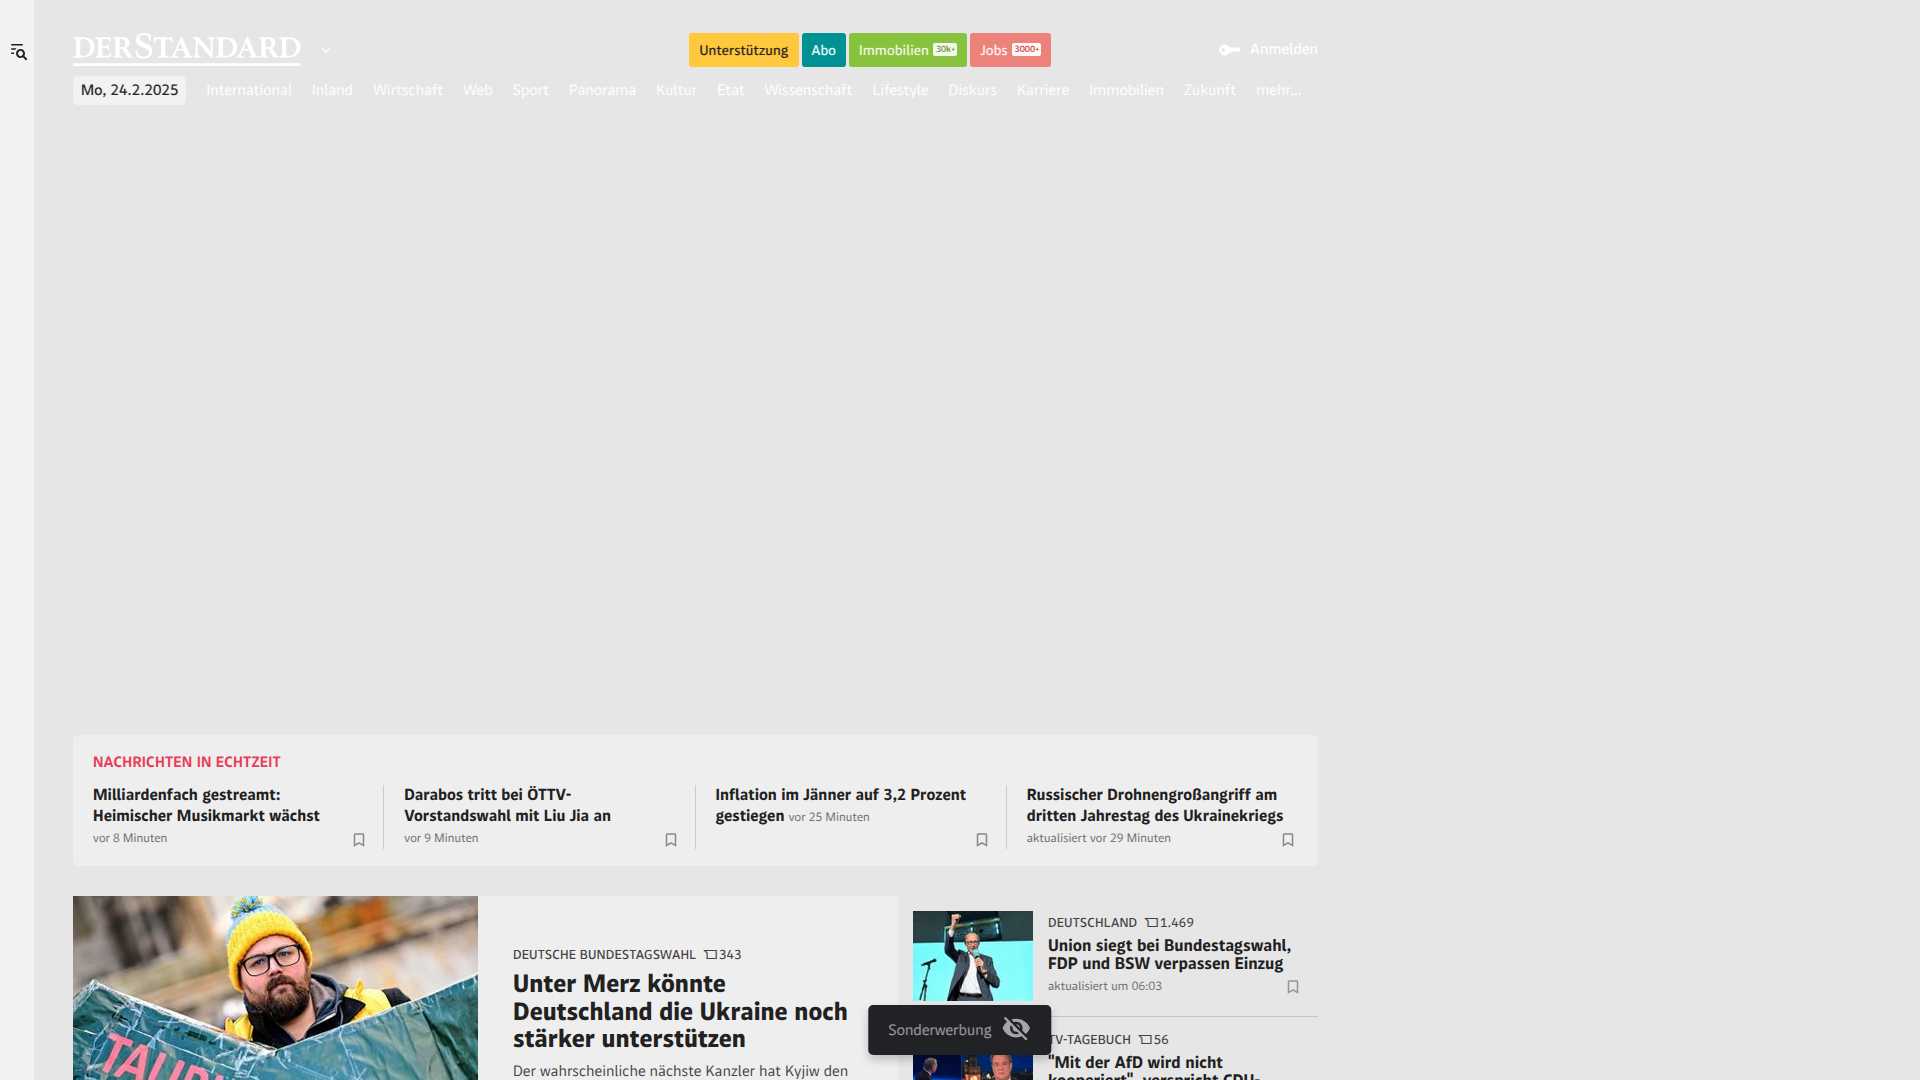 DERSTANDARD
Unterstützung
Abo
Immobilien 30k+
Jobs 3000+
Anmelden
Mo, 24.2.2025
International
Inland
Wirtschaft
Web
Sport
Panorama
Kultur
Etat
Wissenschaft
Lifestyle
Diskurs
Karriere
Immobilien
Zukunft
mehr...
NACHRICHTEN IN ECHTZEIT
Milliardenfach gestreamt:
Heimischer Musikmarkt wächst
vor 8 Minuten
Darabos tritt bei ÖTTV-
Vorstandswahl mit Liu Jia an
vor 9 Minuten
Inflation im Jänner auf 3,2 Prozent
gestiegen vor 25 Minuten
Russischer Drohnengroßangriff am
dritten Jahrestag des Ukrainekriegs
aktualisiert vor 29 Minuten
DEUTSCHE BUNDESTAGSWAHL 343
Unter Merz könnte
Deutschland die Ukraine noch
stärker unterstützen
Der wahrscheinliche nächste Kanzler hat Kyjiw den
DEUTSCHLAND 1.469
Union siegt bei Bundestagswahl,
FDP und BSW verpassen Einzug
aktualisiert um 06:03
TV-TAGEBUCH 56
"Mit der AfD wird nicht
kooperiert", verspricht CDU-
Sonderwerbung